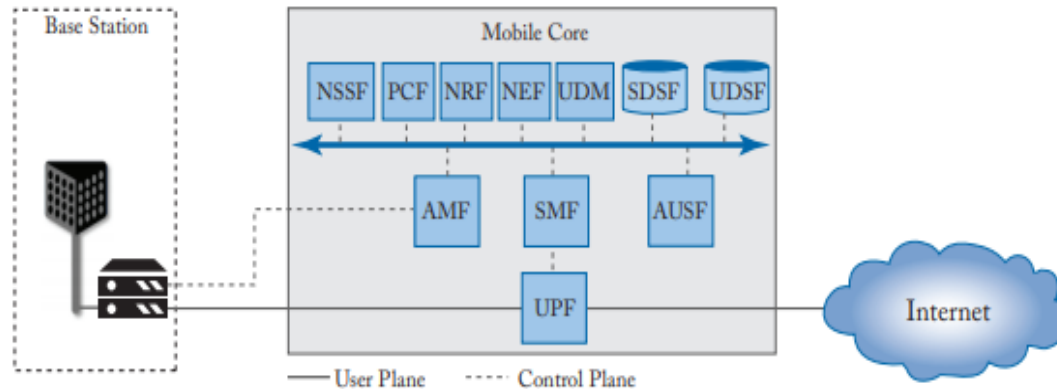 Base Station
Mobile Core
NSSF PCF NRF NEF UDM SDSF UDSF
AMF SMF AUSF
UPF
Internet
User Plane Control Plane